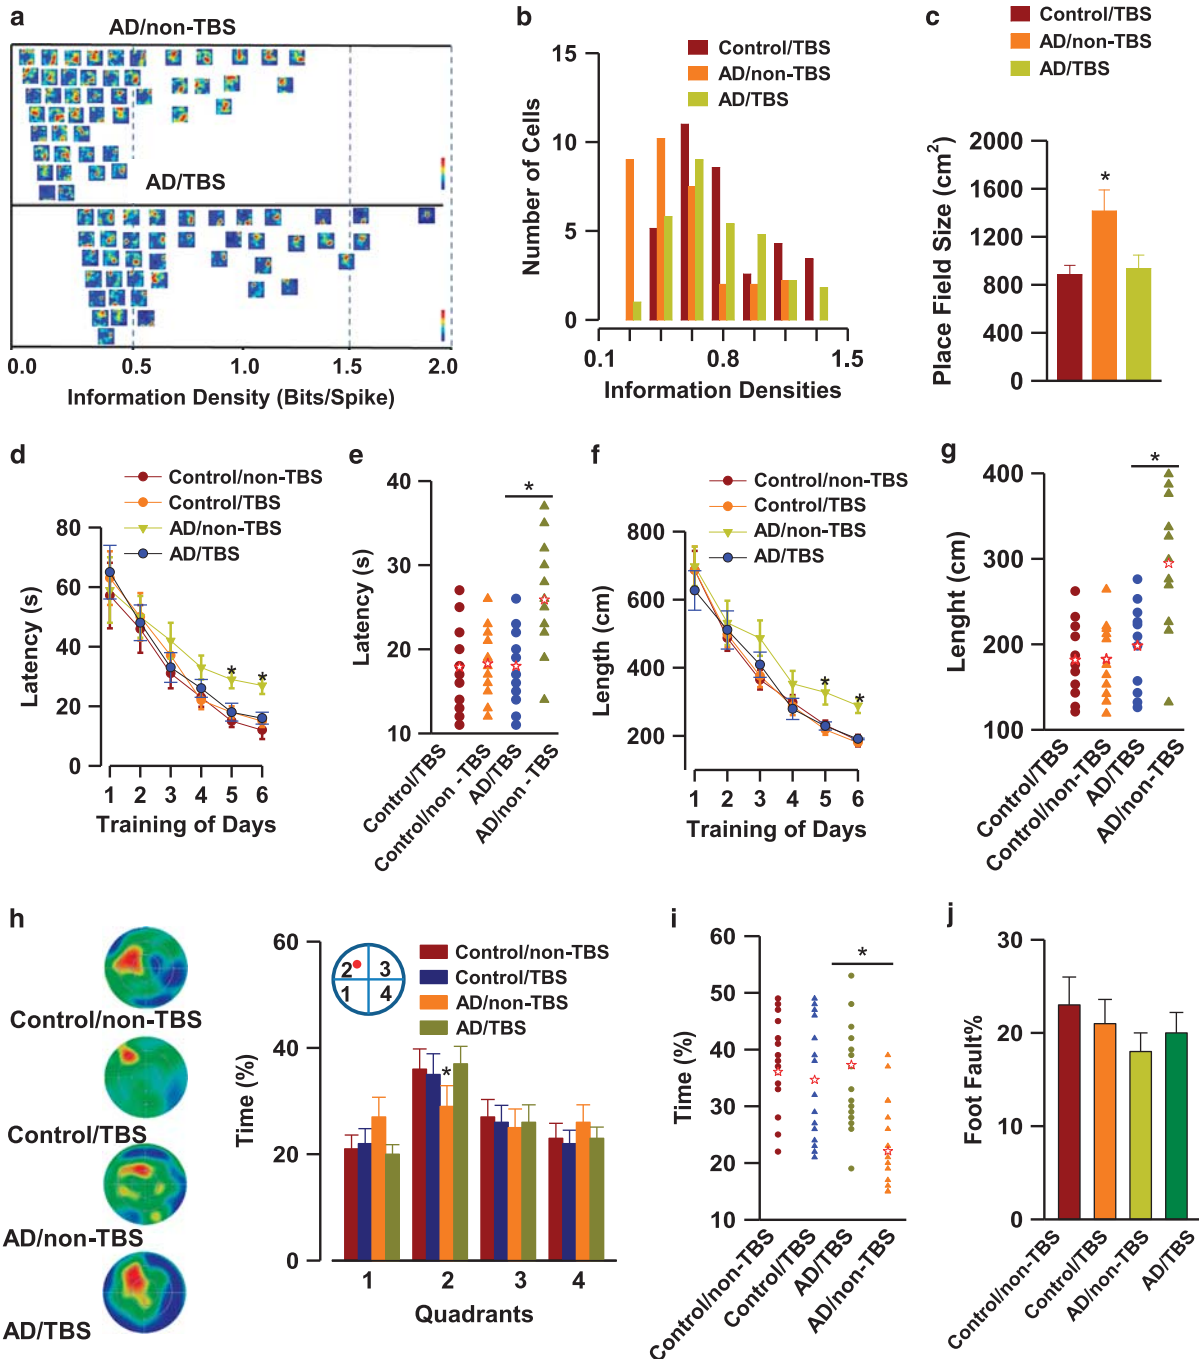 a
AD/non-TBS
AD/TBS
0.0 0.5 1.0 1.5 2.0
Information Density (Bits/Spike)
b
Control/TBS
AD/non-TBS
AD/TBS
15
10
5
0
Number of Cells
0.1 0.8 1.5
Information Densities
c
Control/TBS
AD/non-TBS
AD/TBS
2000
1600
1200
800
400
0
Place Field Size (cm²)
*
d
Control/non-TBS
Control/TBS
AD/non-TBS
AD/TBS
80
60
40
20
0
Latency (s)
* *
1 2 3 4 5 6
Training of Days
e
40
30
20
10
Latency (s)
*
Control/TBS
Control/non-TBS
AD/TBS
AD/non-TBS
f
Control/non-TBS
Control/TBS
AD/non-TBS
AD/TBS
800
600
400
200
Length (cm)
* *
1 2 3 4 5 6
Training of Days
g
400
300
200
100
Lenght (cm)
*
Control/TBS
Control/non-TBS
AD/TBS
AD/non-TBS
h
Control/non-TBS
Control/TBS
AD/non-TBS
AD/TBS
60
40
20
0
Time (%)
2 3
1 4
Control/non-TBS
Control/TBS
AD/non-TBS
AD/TBS
*
1 2 3 4
Quadrants
i
60
50
40
30
20
10
Time (%)
*
Control/non-TBS
Control/TBS
AD/TBS
AD/non-TBS
j
30
20
10
0
Foot Fault%
Control/non-TBS
Control/TBS
AD/non-TBS
AD/TBS